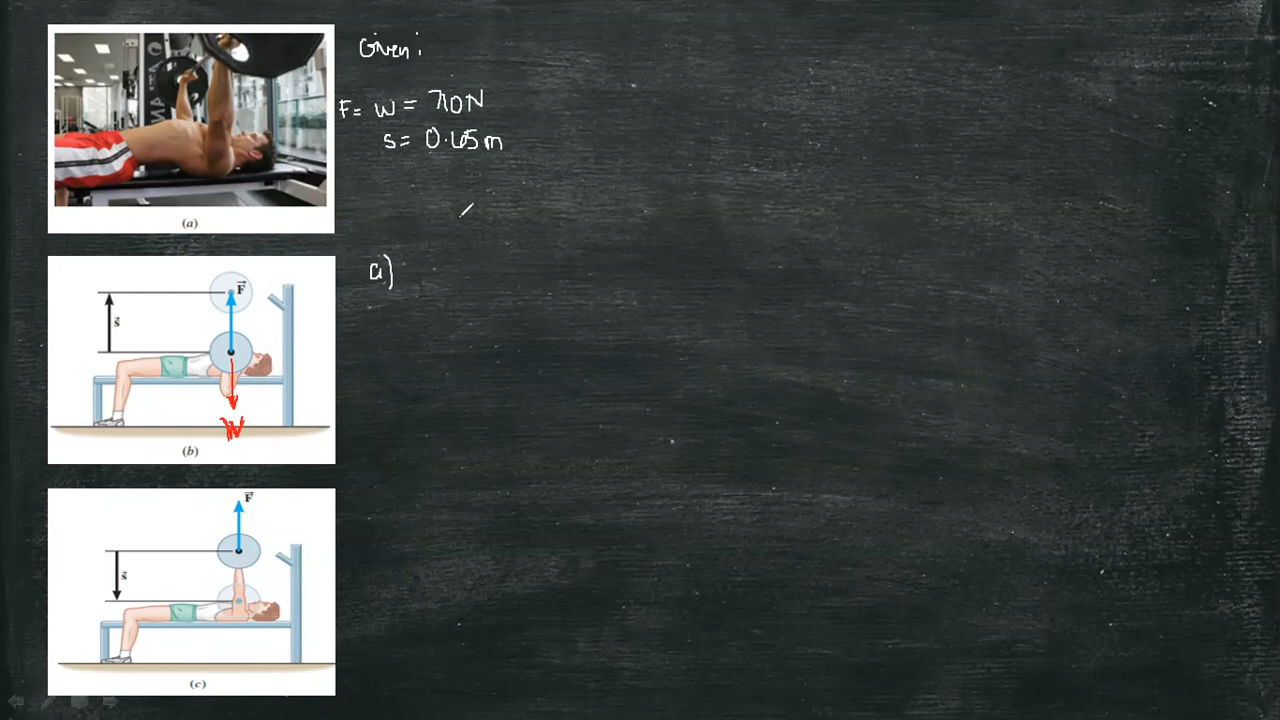 Given:
F = W = 710N
s = 0.65m
(a)
a)
F
s
W
(b)
F
s
(c)